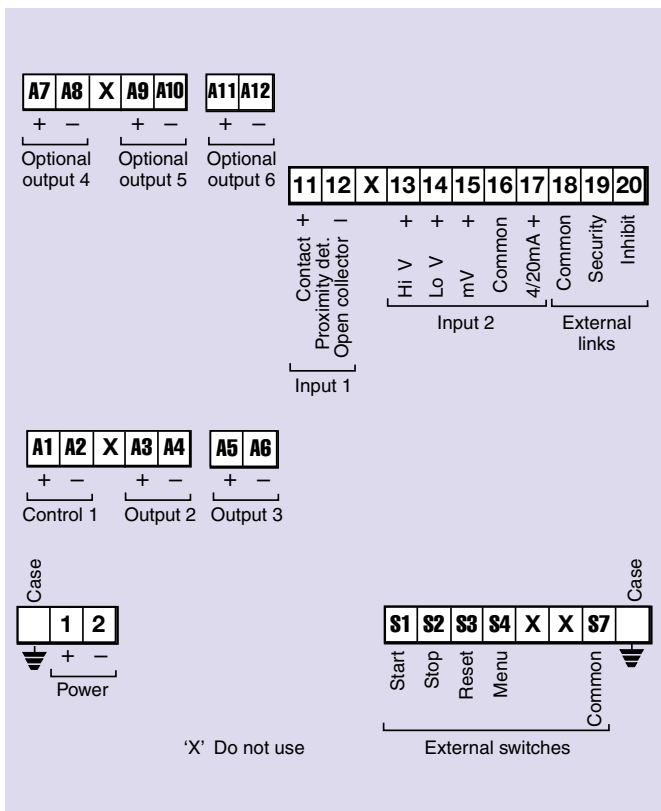 A7 A8 X A9 A10 A11 A12
+ – + – + –
Optional output 4
Optional output 5
Optional output 6
11 12 X 13 14 15 16 17 18 19 20
+ –
Contact
Proximity det.
Open collector
Input 1
Hi V +
Lo V +
mV +
Common
4/20mA +
Input 2
Common
Security
Inhibit
External links
A1 A2 X A3 A4 A5 A6
+ – + – + –
Control 1 Output 2 Output 3
Case
1 2
+ –
Power
Case
S1 S2 S3 S4 X X S7
Start
Stop
Reset
Menu
Common
External switches
'X' Do not use